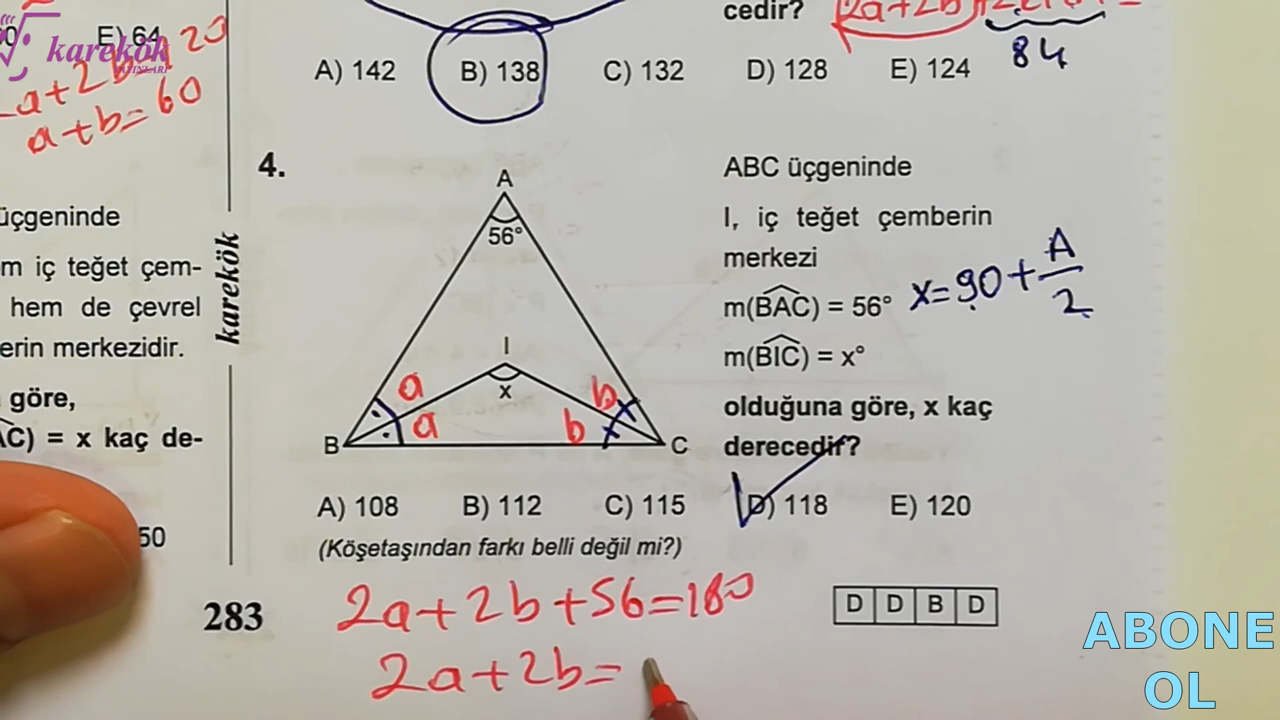 cedir?
84
A) 142 B) 138 C) 132 D) 128 E) 124
E) 64
120
karekök
YAYINLARI
a+2b
a+b=60
4.
A
56°
I
x
a
a
b
b
B
C
ABC üçgeninde
I, iç teğet çemberin
merkezi
m(BAC) = 56°
x=90+A/2
m(BIC) = x°
olduğuna göre, x kaç
derecedir?
A) 108 B) 112 C) 115 D) 118 E) 120
(Köşetaşından farkı belli değil mi?)
2a+2b+56=180
2a+2b=
D D B D
283
karekök
üçgeninde
m iç teğet çem-
hem de çevrel
erin merkezidir.
göre,
AC) = x kaç de-
50
ABONE
OL